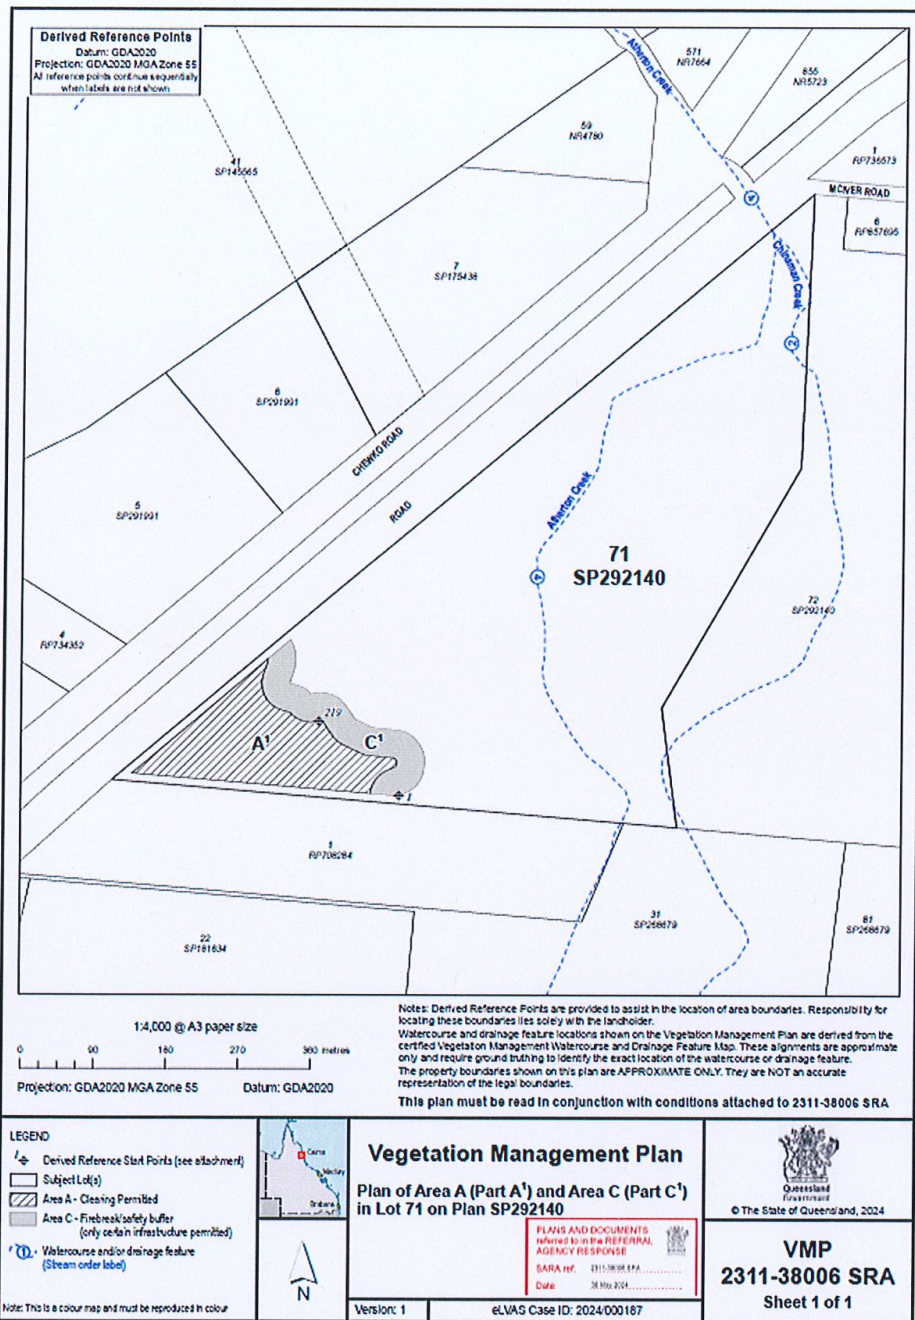 Derived Reference Points
Datum: GDA2020
Projection: GDA2020 MGA Zone 55
All reference points continue sequentially
when labels are not shown
Atherton Creek
571
NR7664
855
NR5723
59
NR4780
1
RP735573
41
SP145565
MCIVER ROAD
4
6
RP857695
7
SP175438
Chinaman Creek
2
6
SP291991
CHEWKO ROAD
5
SP291991
ROAD
Atherton Creek
71
SP292140
4
72
SP292140
4
RP734352
219
A¹
C¹
1
1
RP708284
31
SP268679
81
SP268679
22
SP181634
1:4,000 @ A3 paper size
0 90 180 270 360 metres
Projection: GDA2020 MGA Zone 55 Datum: GDA2020
Notes: Derived Reference Points are provided to assist in the location of area boundaries. Responsibility for
locating these boundaries lies solely with the landholder.
Watercourse and drainage feature locations shown on the Vegetation Management Plan are derived from the
certified Vegetation Management Watercourse and Drainage Feature Map. These alignments are approximate
only and require ground truthing to identify the exact location of the watercourse or drainage feature.
The property boundaries shown on this plan are APPROXIMATE ONLY. They are NOT an accurate
representation of the legal boundaries.
This plan must be read in conjunction with conditions attached to 2311-38006 SRA
LEGEND
1 Derived Reference Start Points (see attachment)
Subject Lot(s)
Area A - Clearing Permitted
Area C - Firebreak/safety buffer
(only certain infrastructure permitted)
1 Watercourse and/or drainage feature
(Stream order label)
Note: This is a colour map and must be reproduced in colour
Cairns
Mackay
Brisbane
N
Vegetation Management Plan
Plan of Area A (Part A¹) and Area C (Part C¹)
in Lot 71 on Plan SP292140
PLANS AND DOCUMENTS
referred to in the REFERRAL
AGENCY RESPONSE
SARA ref: 2311-38006 SRA
Date:
Version: 1
eLVAS Case ID: 2024/000187
Queensland
Government
© The State of Queensland, 2024
VMP
2311-38006 SRA
Sheet 1 of 1